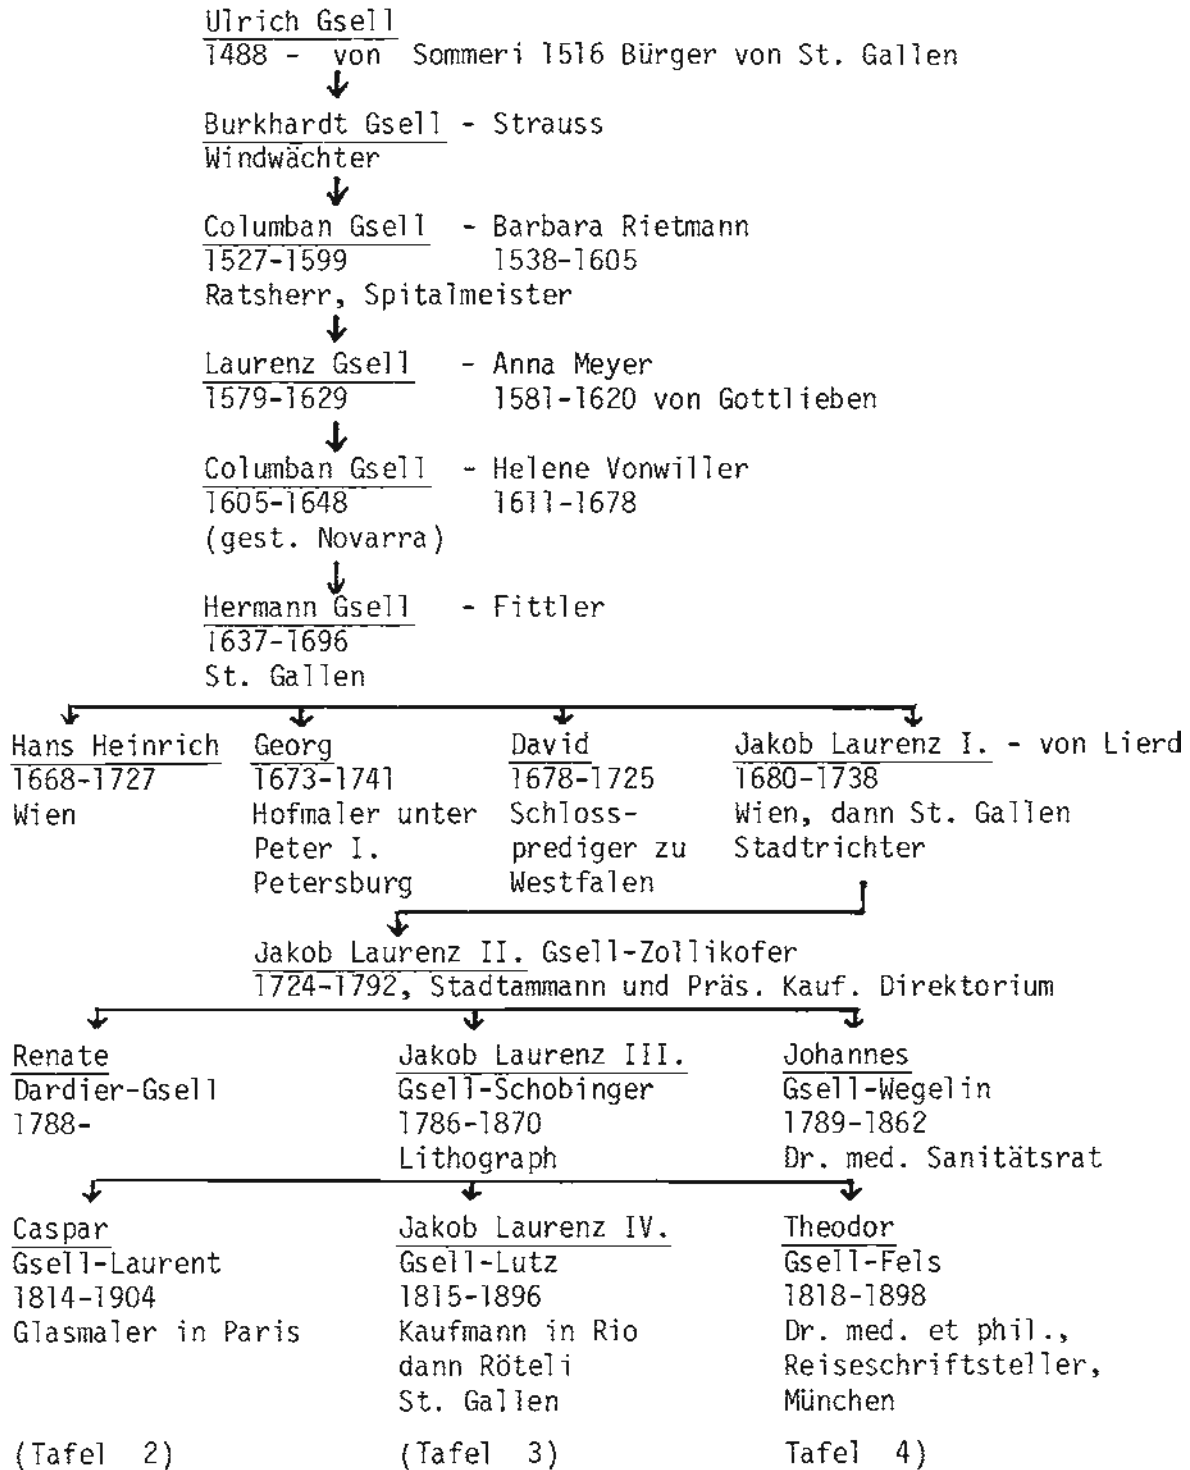 Ulrich Gsell
1488 - von Sommeri 1516 Bürger von St. Gallen
Burkhardt Gsell - Strauss
Windwächter
Columban Gsell - Barbara Rietmann
1527-1599 1538-1605
Ratsherr, Spitalmeister
Laurenz Gsell - Anna Meyer
1579-1629 1581-1620 von Gottlieben
Columban Gsell - Helene Vonwiller
1605-1648 1611-1678
(gest. Novarra)
Hermann Gsell - Fittler
1637-1696
St. Gallen
Hans Heinrich
1668-1727
Wien
Georg
1673-1741
Hofmaler unter
Peter I.
Petersburg
David
1678-1725
Schloss-
prediger zu
Westfalen
Jakob Laurenz I. - von Lierd
1680-1738
Wien, dann St. Gallen
Stadtrichter
Jakob Laurenz II. Gsell-Zollikofer
1724-1792, Stadtammann und Präs. Kauf. Direktorium
Renate
Dardier-Gsell
1788-
Jakob Laurenz III.
Gsell-Schobinger
1786-1870
Lithograph
Johannes
Gsell-Wegelin
1789-1862
Dr. med. Sanitätsrat
Caspar
Gsell-Laurent
1814-1904
Glasmaler in Paris
(Tafel 2)
Jakob Laurenz IV.
Gsell-Lutz
1815-1896
Kaufmann in Rio
dann Röteli
St. Gallen
(Tafel 3)
Theodor
Gsell-Fels
1818-1898
Dr. med. et phil.,
Reiseschriftsteller,
München
Tafel 4)